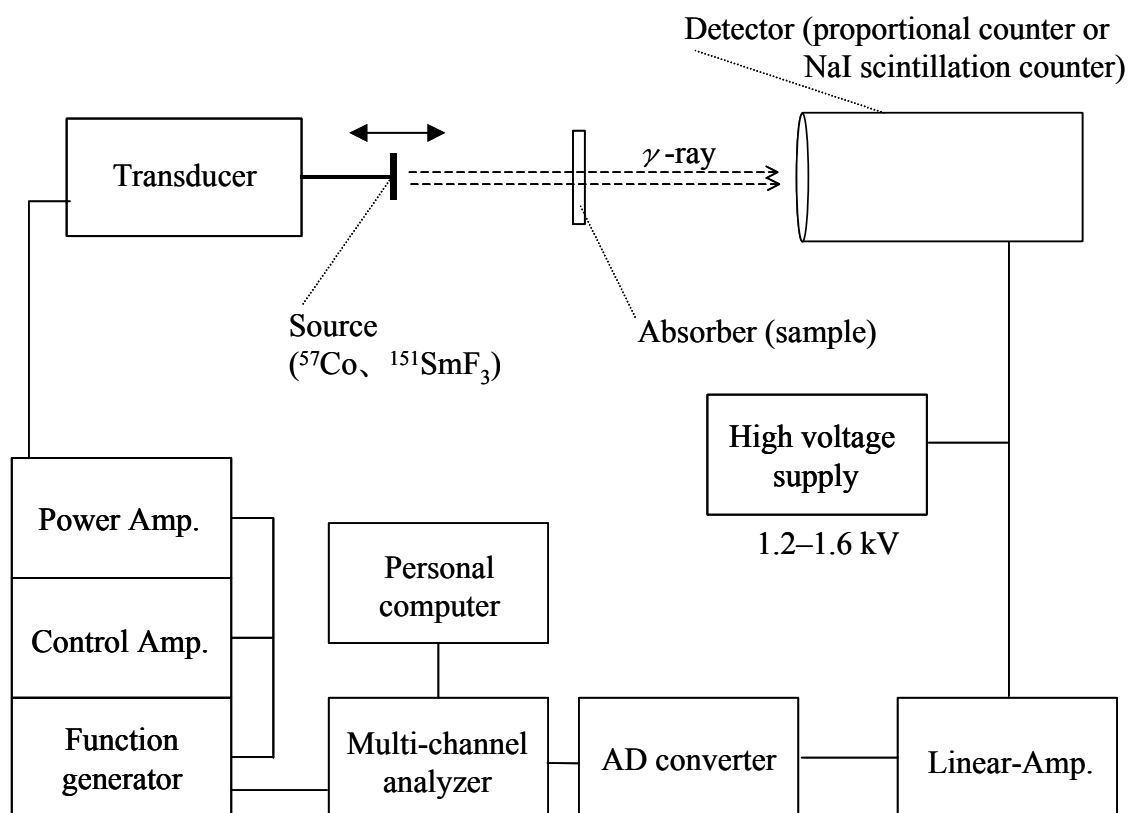 Detector (proportional counter or
NaI scintillation counter)
Transducer
γ-ray
Source
(⁵⁷Co、¹⁵¹SmF₃)
Absorber (sample)
High voltage
supply
1.2–1.6 kV
Power Amp.
Control Amp.
Function
generator
Personal
computer
Multi-channel
analyzer
AD converter
Linear-Amp.